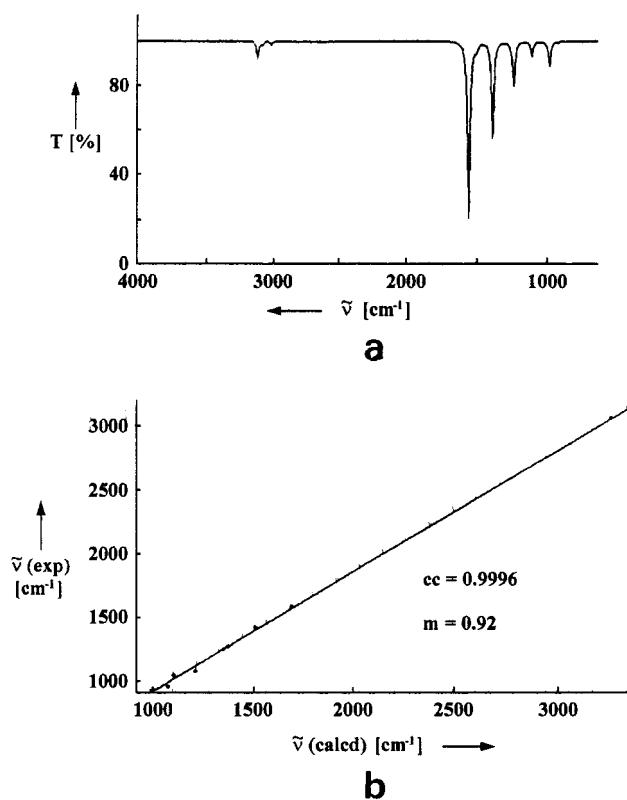 80
T [%]
40
0
4000 3000 2000 1000
ṽ [cm-1]
a
3000
2500
ṽ (exp)
[cm-1]
2000
cc = 0.9996
1500
m = 0.92
1000
1000 1500 2000 2500 3000
ṽ (calcd) [cm-1]
b